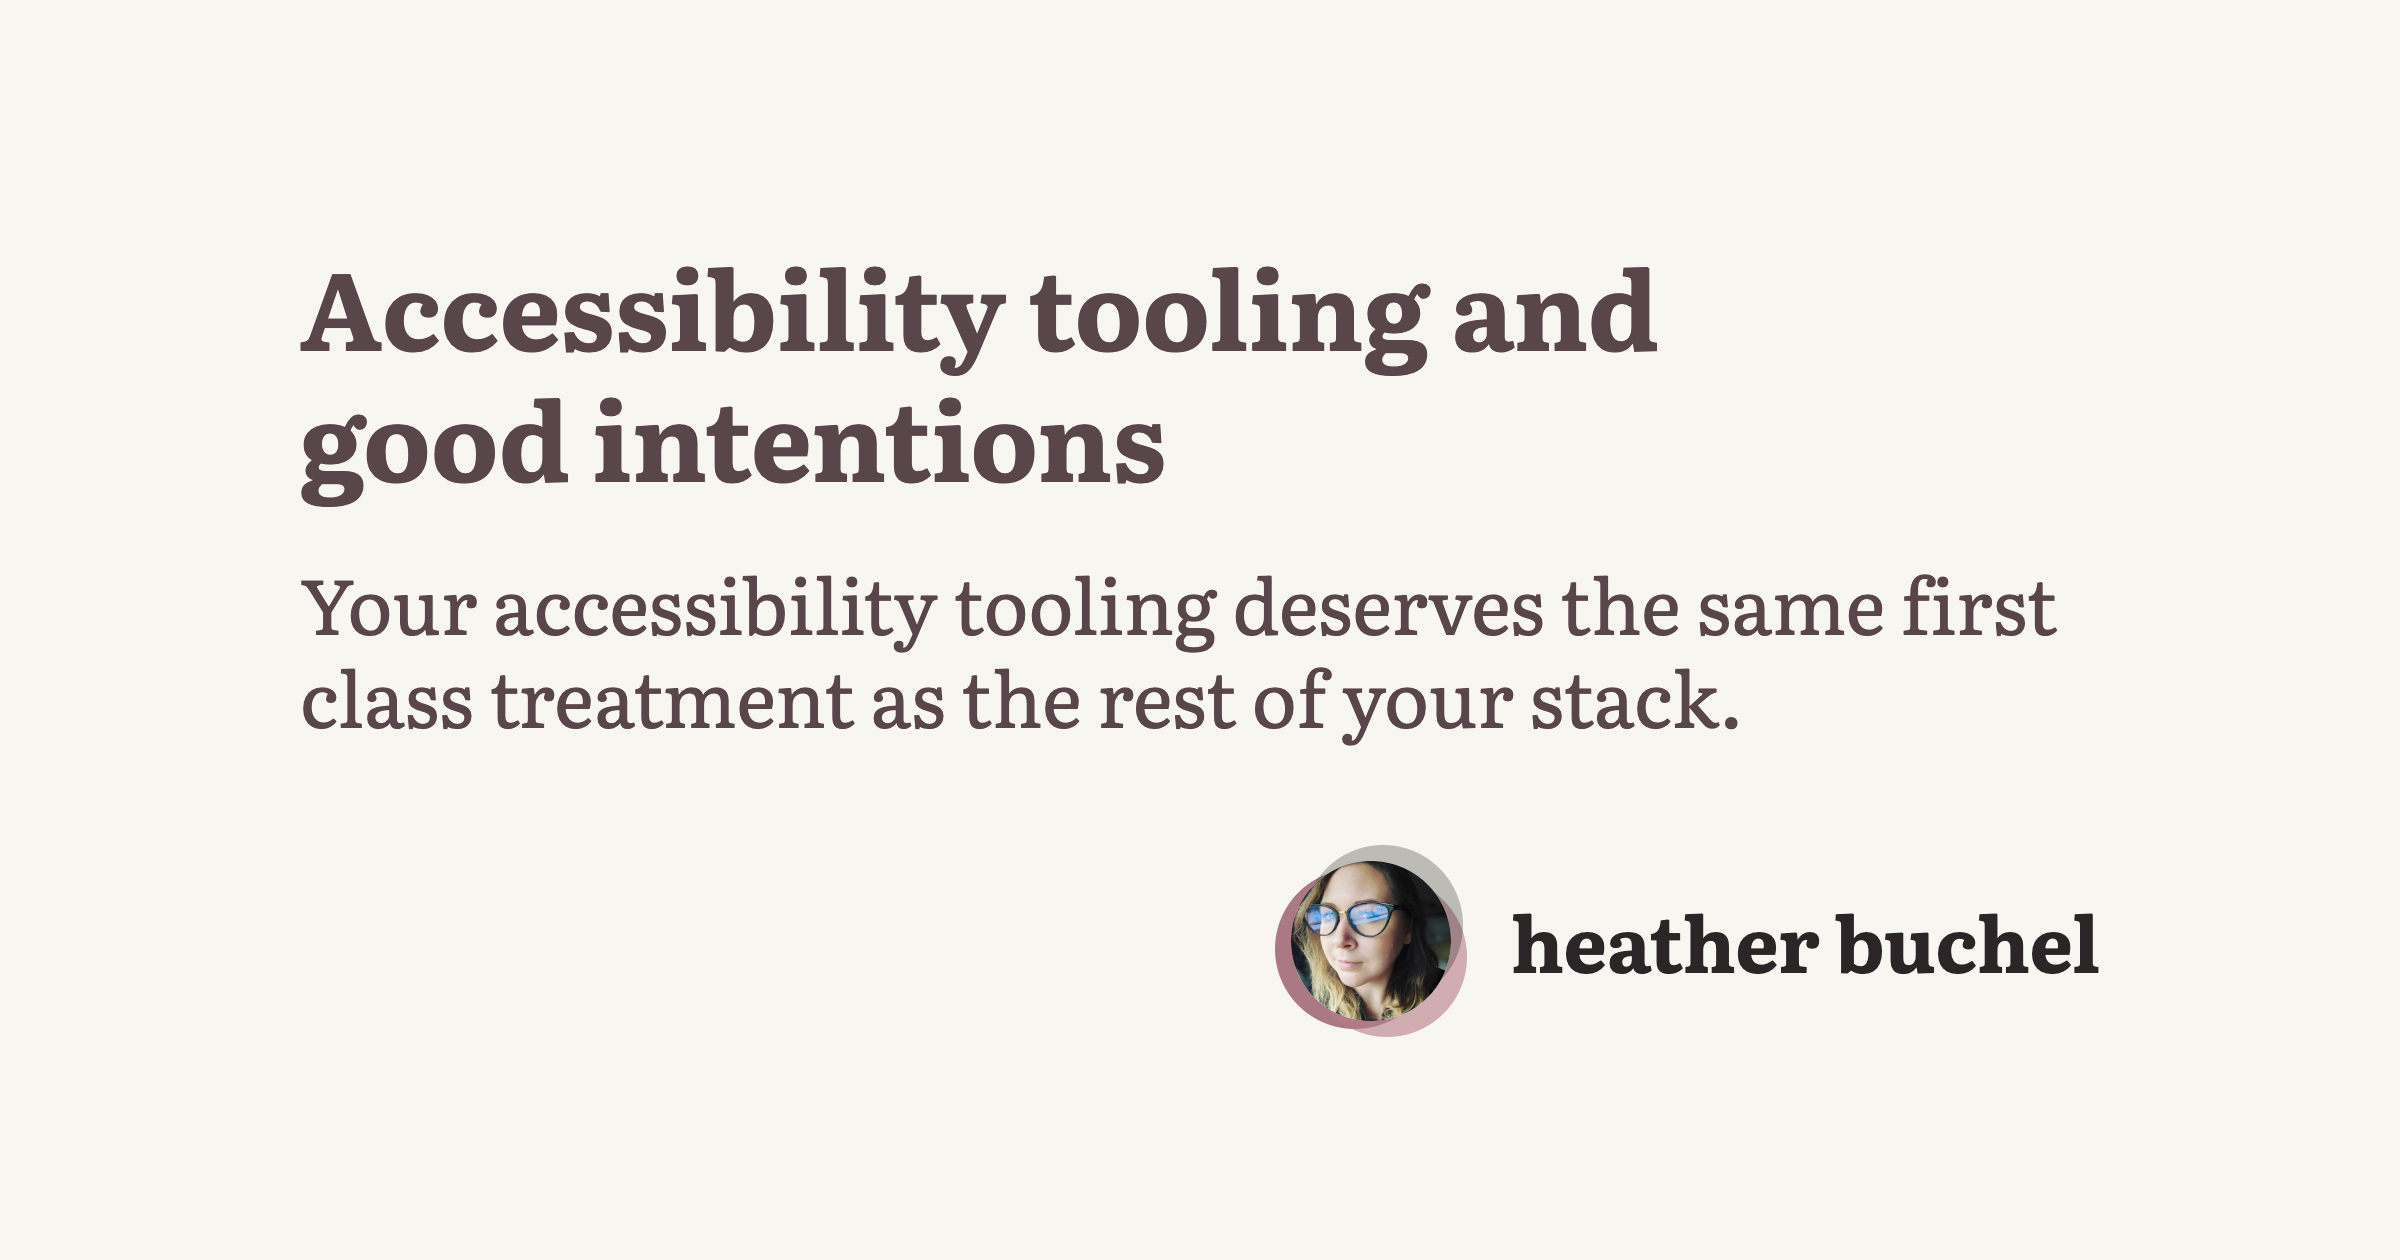 Accessibility tooling and
good intentions
Your accessibility tooling deserves the same first
class treatment as the rest of your stack.
heather buchel